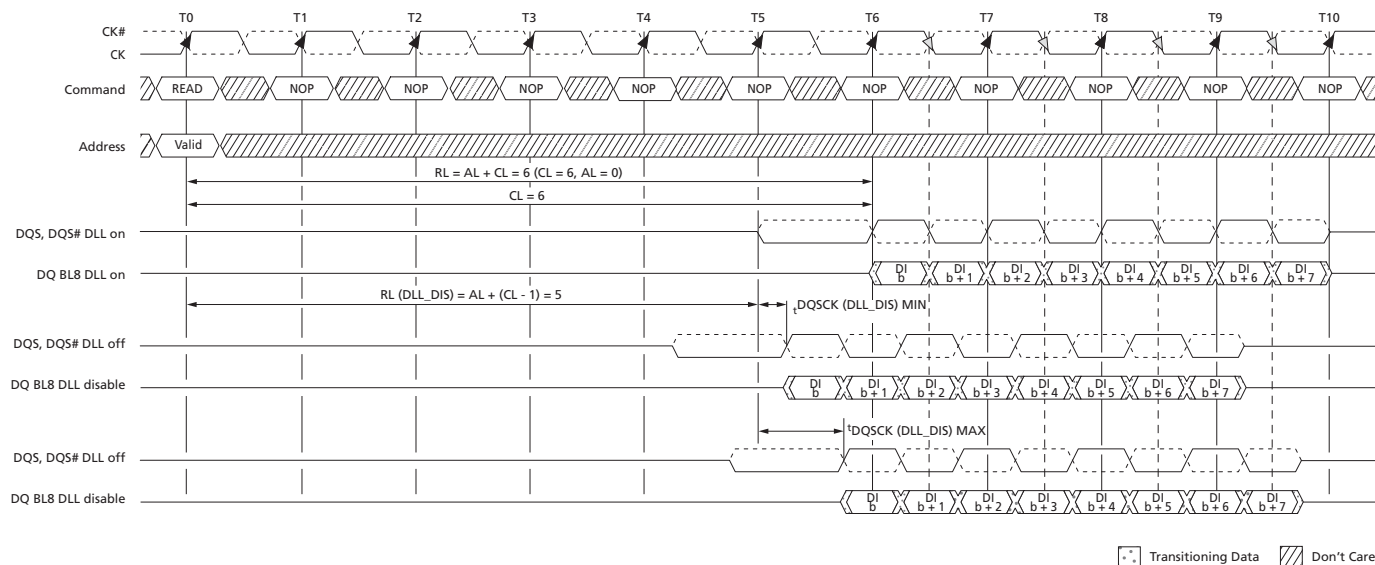 T0 T1 T2 T3 T4 T5 T6 T7 T8 T9 T10
CK#
CK
Command READ NOP NOP NOP NOP NOP NOP NOP NOP NOP NOP
Address Valid
RL = AL + CL = 6 (CL = 6, AL = 0)
CL = 6
DQS, DQS# DLL on
DQ BL8 DLL on DI b DI b + 1 DI b + 2 DI b + 3 DI b + 4 DI b + 5 DI b + 6 DI b + 7
RL (DLL_DIS) = AL + (CL - 1) = 5
tDQSCK (DLL_DIS) MIN
DQS, DQS# DLL off
DQ BL8 DLL disable DI b DI b + 1 DI b + 2 DI b + 3 DI b + 4 DI b + 5 DI b + 6 DI b + 7
tDQSCK (DLL_DIS) MAX
DQS, DQS# DLL off
DQ BL8 DLL disable DI b DI b + 1 DI b + 2 DI b + 3 DI b + 4 DI b + 5 DI b + 6 DI b + 7
Transitioning Data Don't Care